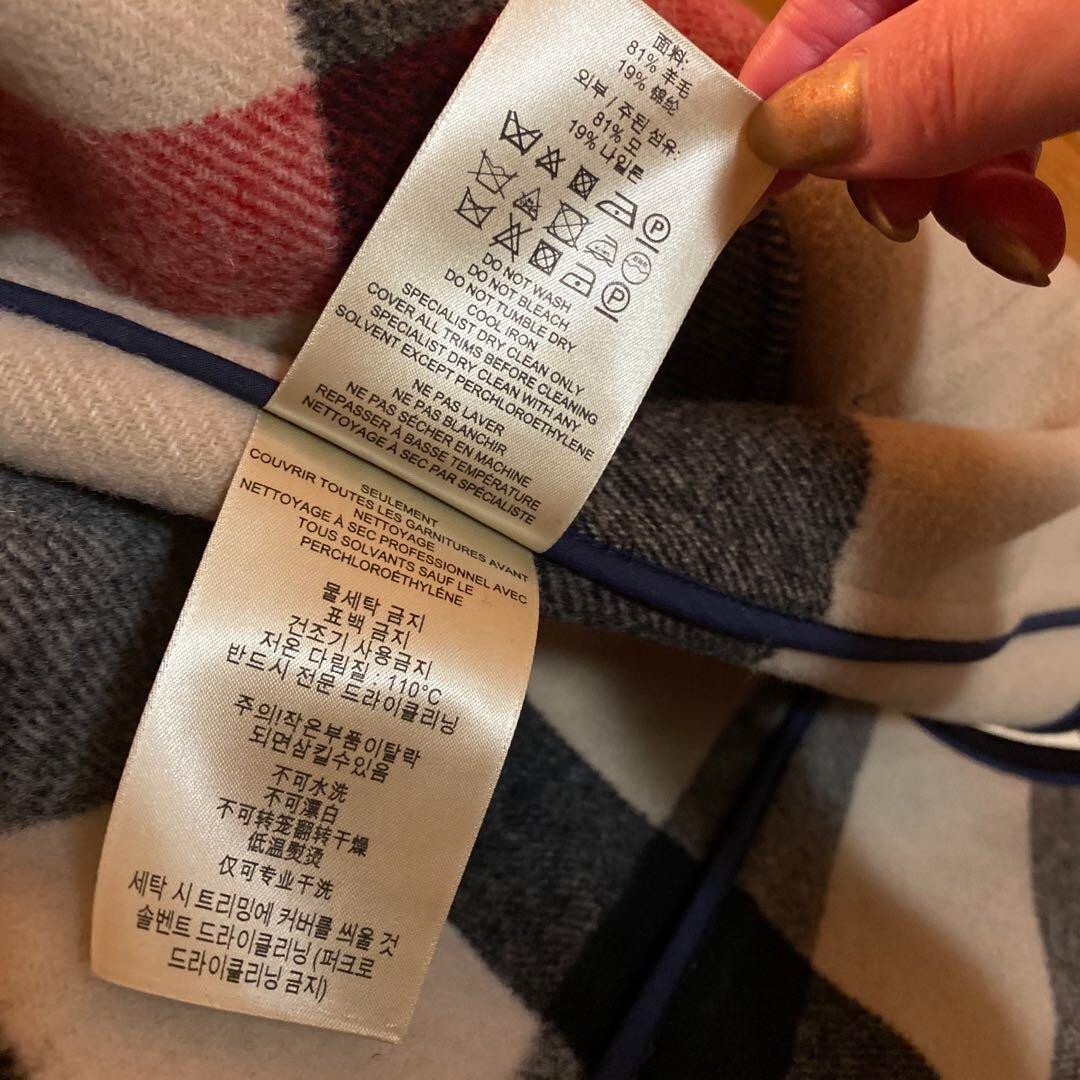 面料:
81% 羊毛
19% 锦纶
외부 / 주된 섬유:
81% 모
19% 나일론
P
P
DO NOT WASH
DO NOT BLEACH
DO NOT TUMBLE DRY
COOL IRON
SPECIALIST DRY CLEAN ONLY
COVER ALL TRIMS BEFORE CLEANING
SPECIALIST DRY CLEAN WITH ANY
SOLVENT EXCEPT PERCHLOROETHYLENE
NE PAS LAVER
NE PAS BLANCHIR
NE PAS SÉCHER EN MACHINE
REPASSER À BASSE TEMPÉRATURE
NETTOYAGE À SEC PAR SPÉCIALISTE
SEULEMENT
COUVRIR TOUTES LES GARNITURES AVANT
NETTOYAGE
NETTOYAGE À SEC PROFESSIONNEL AVEC
TOUS SOLVANTS SAUF LE
PERCHLOROÉTHYLÉNE
물세탁 금지
표백 금지
건조기 사용금지
저온 다림질 : 110°C
반드시 전문 드라이클리닝
주의!작은부품이탈락
되면삼킬수있음
不可水洗
不可漂白
不可转笼翻转干燥
低温熨烫
仅可专业干洗
세탁 시 트리밍에 커버를 씌울 것
솔벤트 드라이클리닝 (퍼크로
드라이클리닝 금지)